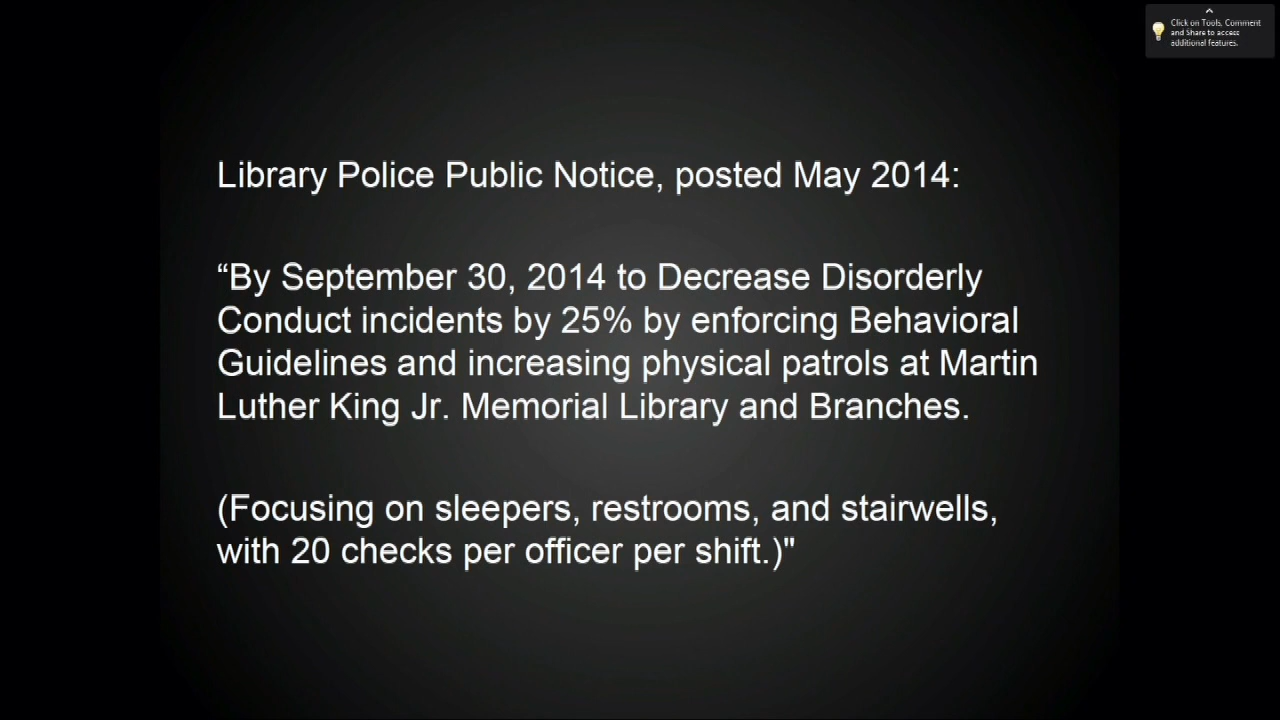 Click on Tools, Comment
and Share to access
additional features.
Library Police Public Notice, posted May 2014:
“By September 30, 2014 to Decrease Disorderly
Conduct incidents by 25% by enforcing Behavioral
Guidelines and increasing physical patrols at Martin
Luther King Jr. Memorial Library and Branches.
(Focusing on sleepers, restrooms, and stairwells,
with 20 checks per officer per shift.)"